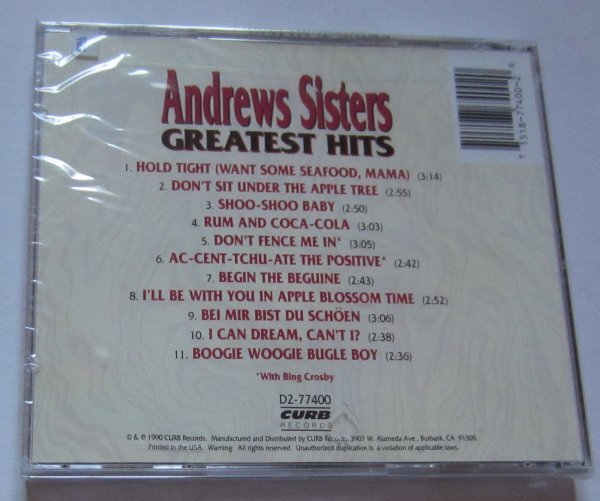 Andrews Sisters
GREATEST HITS
1. HOLD TIGHT (WANT SOME SEAFOOD, MAMA) (3:14)
2. DON'T SIT UNDER THE APPLE TREE (2:55)
3. SHOO-SHOO BABY (2:50)
4. RUM AND COCA-COLA (3:03)
5. DON'T FENCE ME IN* (3:05)
6. AC-CENT-TCHU-ATE THE POSITIVE* (2:42)
7. BEGIN THE BEGUINE (2:43)
8. I'LL BE WITH YOU IN APPLE BLOSSOM TIME (2:52)
9. BEI MIR BIST DU SCHÖEN (3:06)
10. I CAN DREAM, CAN'T I? (2:38)
11. BOOGIE WOOGIE BUGLE BOY (2:36)
*With Bing Crosby
D2-77400
CURB
RECORDS
© & ℗ 1990 CURB Records. Manufactured and Distributed by CURB Records, 3907 W. Alameda Ave., Burbank, CA 91505.
Printed in the USA. Warning: All rights reserved. Unauthorized duplication is a violation of applicable laws.
7 1518-77400-2 8